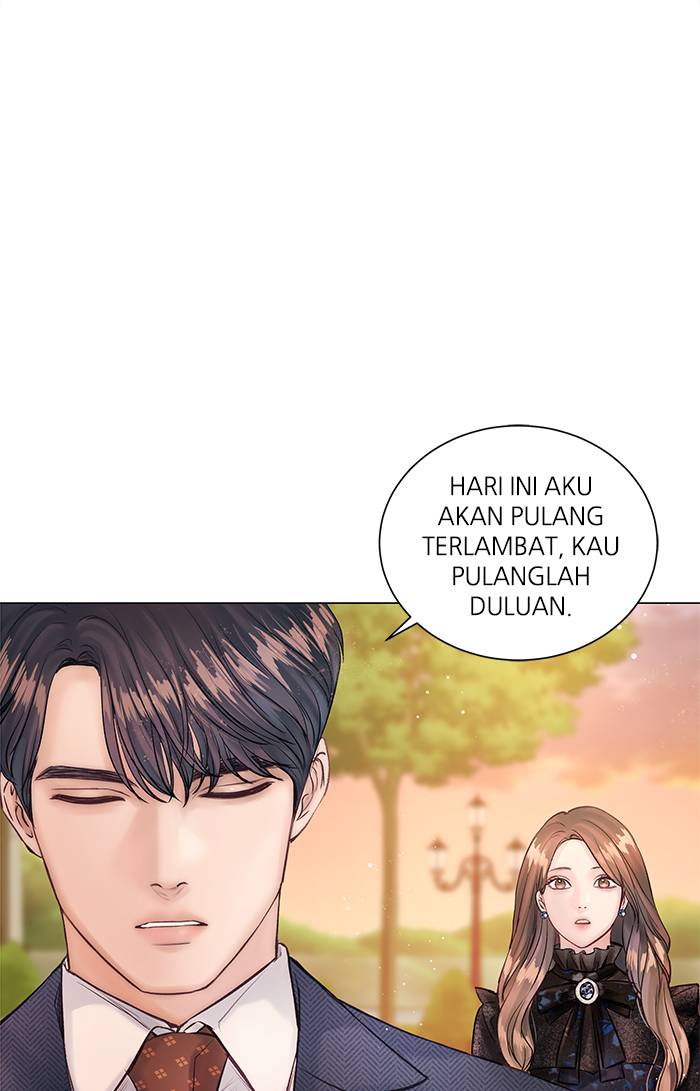 HARI INI AKU
AKAN PULANG
TERLAMBAT, KAU
PULANGLAH
DULUAN.